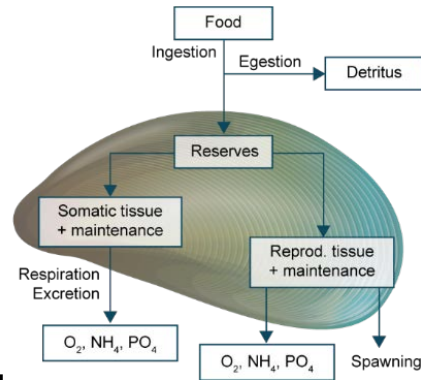 Food
Ingestion
Egestion
Detritus
Reserves
Somatic tissue
+ maintenance
Reprod. tissue
+ maintenance
Respiration
Excretion
O₂, NH₄, PO₄
O₂, NH₄, PO₄
Spawning